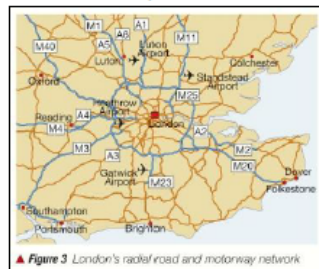 M1
A6
A1
M40
A5
Luton
Airport
M11
Luton
Colchester
Oxford
Standstead
Airport
M25
Heathrow
Airport
Reading
A4
London
M4
A2
M3
M2
A3
M20
Gatwick
Airport
Dover
M23
Folkestone
Southampton
Portsmouth
Brighton
▲ Figure 3 London's radial road and motorway network